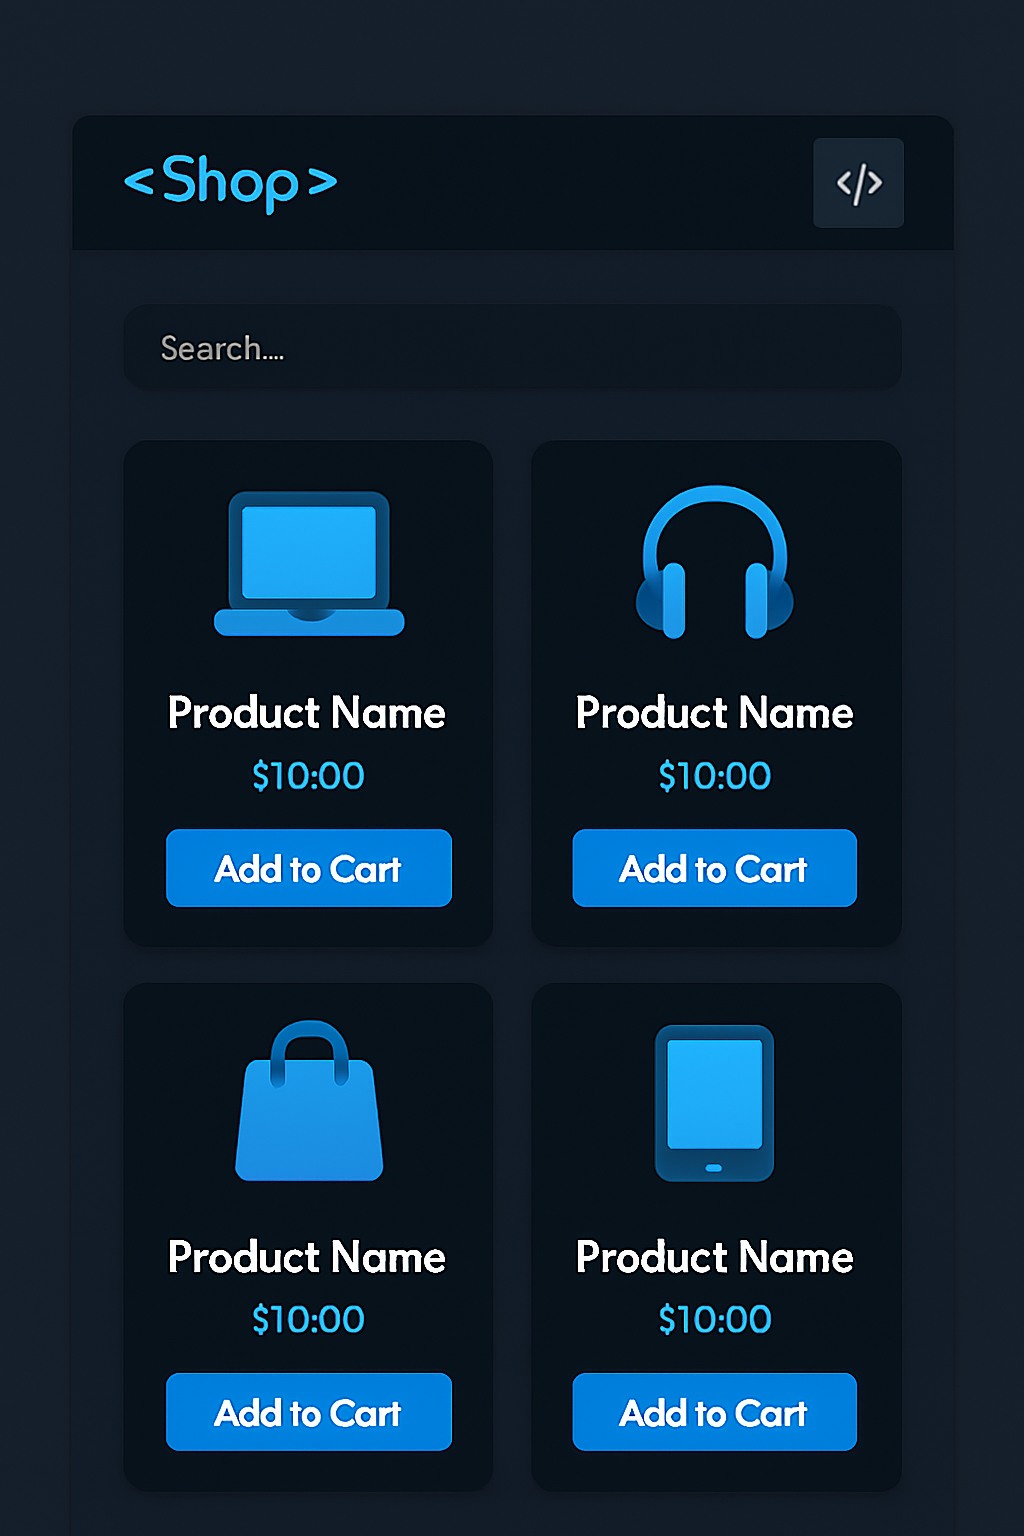 <Shop>
</>
Search....
Product Name
$10:00
Add to Cart
Product Name
$10:00
Add to Cart
Product Name
$10:00
Add to Cart
Product Name
$10:00
Add to Cart